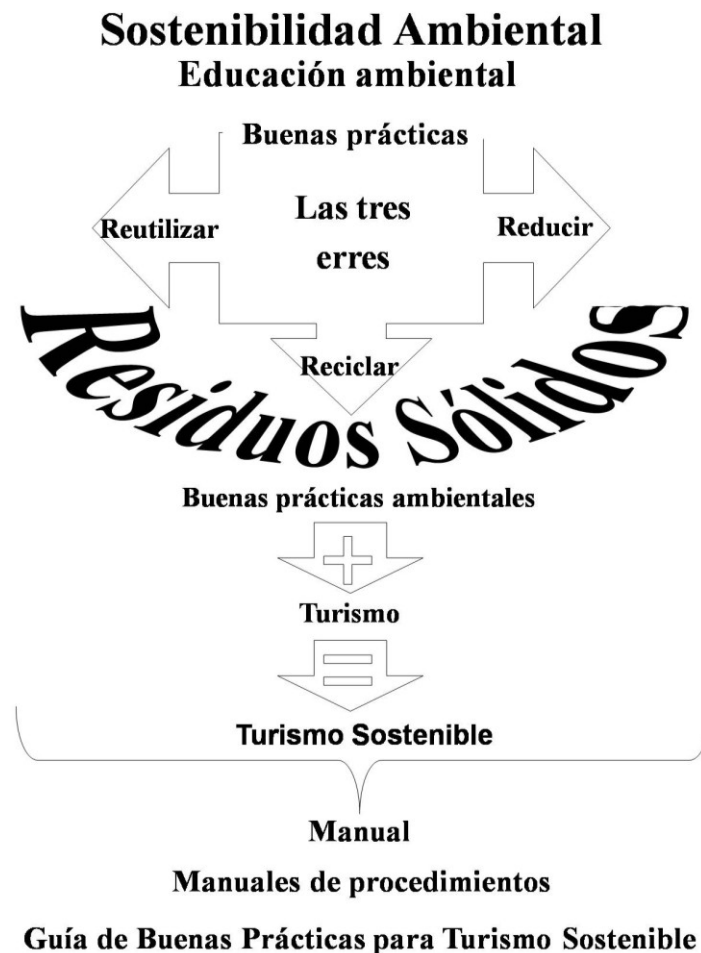 Sostenibilidad Ambiental
Educación ambiental
Buenas prácticas
Las tres
erres
Reutilizar
Reducir
Reciclar
Residuos Sólidos
Buenas prácticas ambientales
+
Turismo
=
Turismo Sostenible
Manual
Manuales de procedimientos
Guía de Buenas Prácticas para Turismo Sostenible